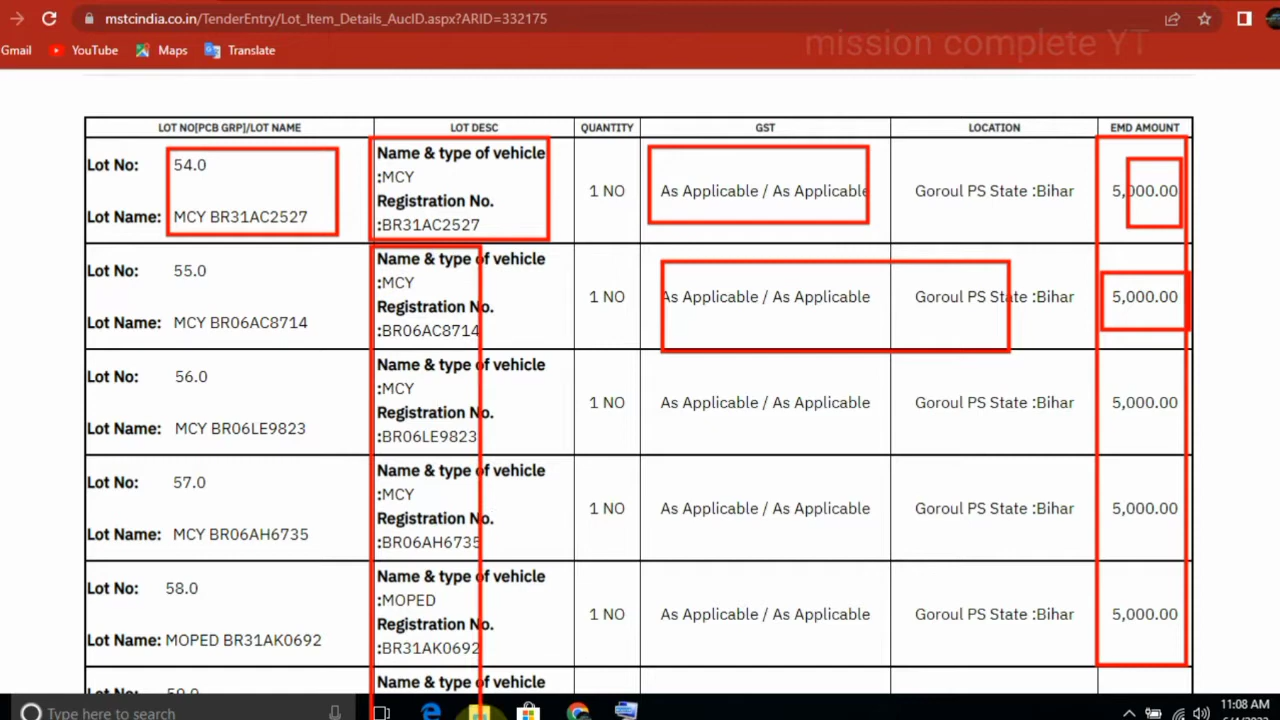 mstcindia.co.in/TenderEntry/Lot_Item_Details_AucID.aspx?ARID=332175
Gmail YouTube Maps Translate
mission complete YT
LOT NO[PCB GRP]/LOT NAME LOT DESC QUANTITY GST LOCATION EMD AMOUNT
Lot No: 54.0
Lot Name: MCY BR31AC2527
Name & type of vehicle
:MCY
Registration No.
:BR31AC2527
1 NO
As Applicable / As Applicable
Goroul PS State :Bihar
5,000.00
Lot No: 55.0
Lot Name: MCY BR06AC8714
Name & type of vehicle
:MCY
Registration No.
:BR06AC8714
1 NO
As Applicable / As Applicable
Goroul PS State :Bihar
5,000.00
Lot No: 56.0
Lot Name: MCY BR06LE9823
Name & type of vehicle
:MCY
Registration No.
:BR06LE9823
1 NO
As Applicable / As Applicable
Goroul PS State :Bihar
5,000.00
Lot No: 57.0
Lot Name: MCY BR06AH6735
Name & type of vehicle
:MCY
Registration No.
:BR06AH6735
1 NO
As Applicable / As Applicable
Goroul PS State :Bihar
5,000.00
Lot No: 58.0
Lot Name: MOPED BR31AK0692
Name & type of vehicle
:MOPED
Registration No.
:BR31AK0692
1 NO
As Applicable / As Applicable
Goroul PS State :Bihar
5,000.00
Lot No: 59.0
Name & type of vehicle
Type here to search
11:08 AM